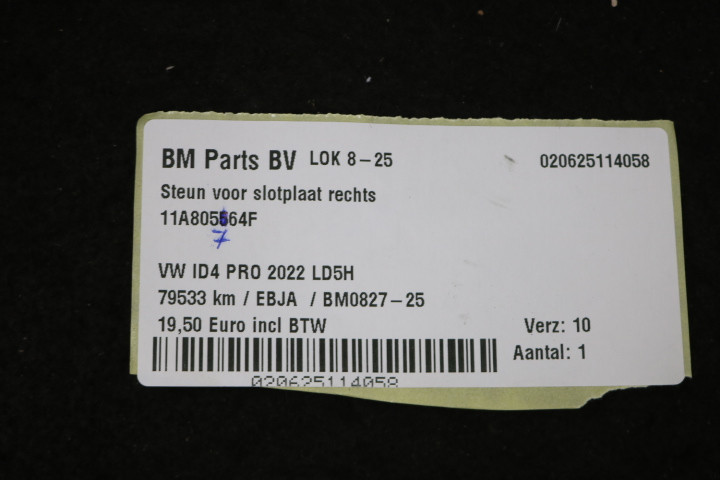 BM Parts BV LOK 8-25 020625114058
Steun voor slotplaat rechts
11A805564F
7
VW ID4 PRO 2022 LD5H
79533 km / EBJA / BM0827-25
19,50 Euro incl BTW Verz: 10
Aantal: 1
020625114058